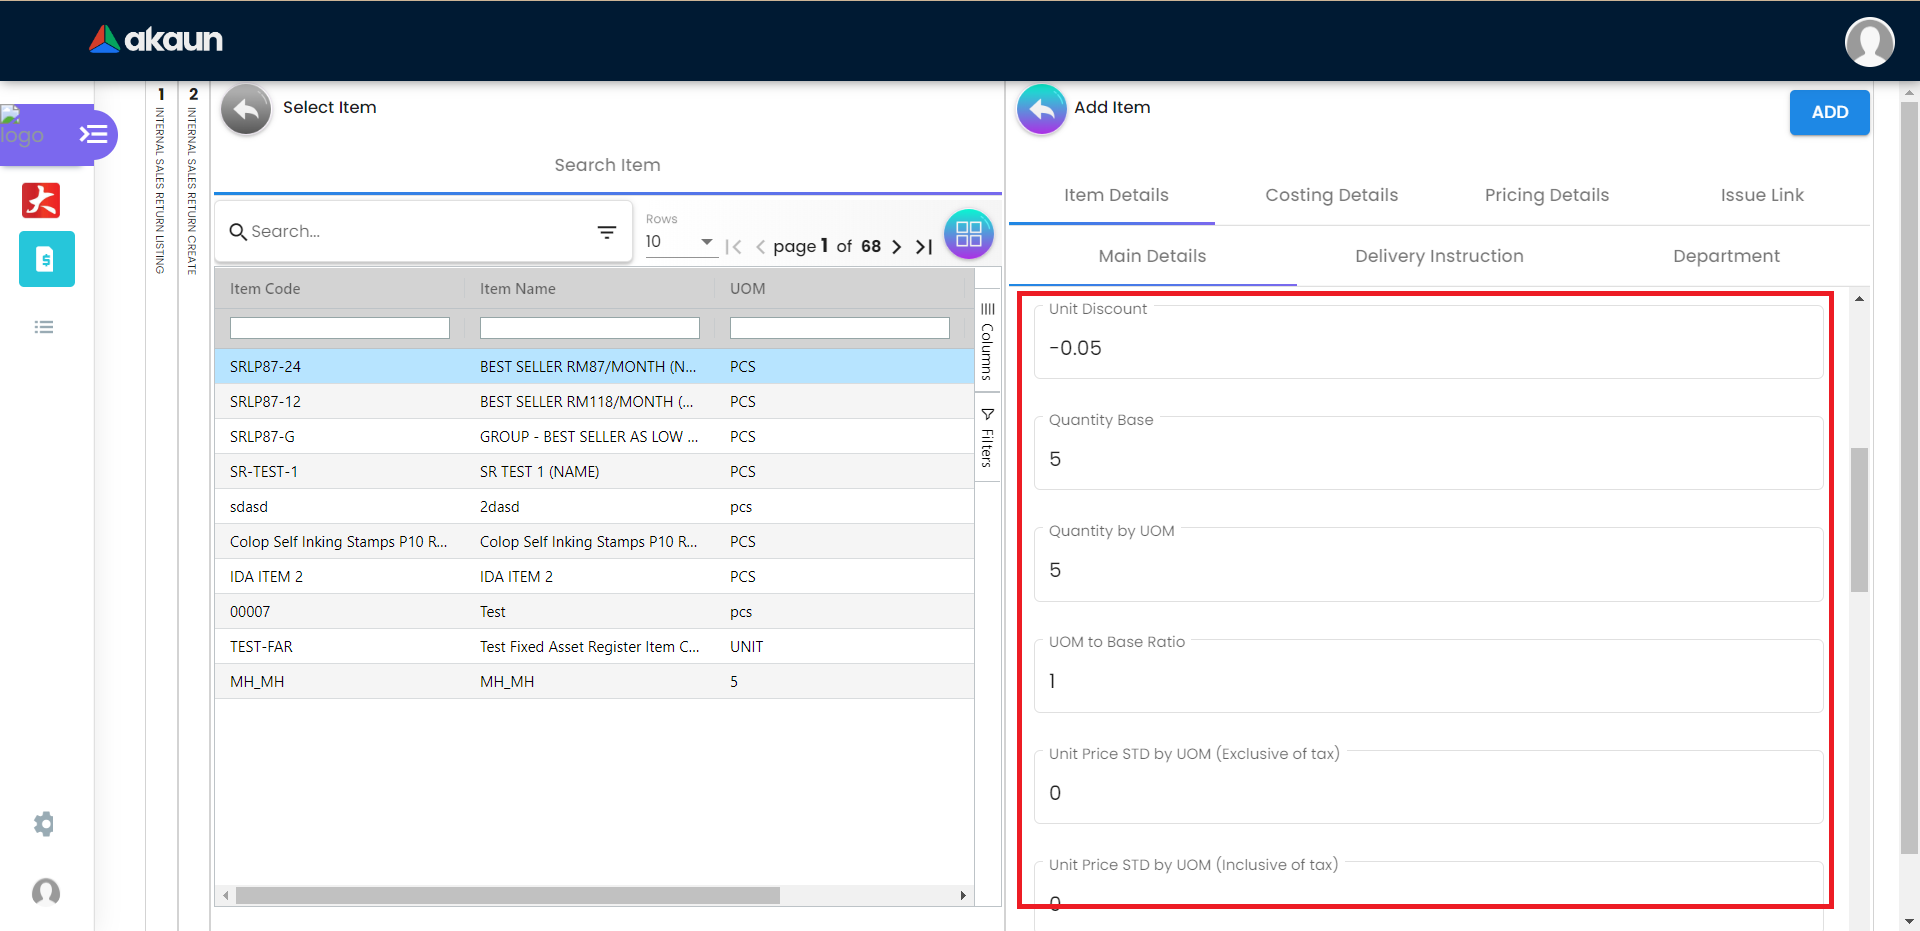 akaun
logo
1
INTERNAL SALES RETURN LISTING
2
INTERNAL SALES RETURN CREATE
Select Item
Search Item
Search...
Rows
10
page 1 of 68
Item Code Item Name UOM
SRLP87-24 BEST SELLER RM87/MONTH (N... PCS
SRLP87-12 BEST SELLER RM118/MONTH (... PCS
SRLP87-G GROUP - BEST SELLER AS LOW ... PCS
SR-TEST-1 SR TEST 1 (NAME) PCS
sdasd 2dasd pcs
Colop Self Inking Stamps P10 R... Colop Self Inking Stamps P10 R... PCS
IDA ITEM 2 IDA ITEM 2 PCS
00007 Test pcs
TEST-FAR Test Fixed Asset Register Item C... UNIT
MH_MH MH_MH 5
Columns
Filters
Add Item
ADD
Item Details Costing Details Pricing Details Issue Link
Main Details Delivery Instruction Department
Unit Discount
-0.05
Quantity Base
5
Quantity by UOM
5
UOM to Base Ratio
1
Unit Price STD by UOM (Exclusive of tax)
0
Unit Price STD by UOM (Inclusive of tax)
0